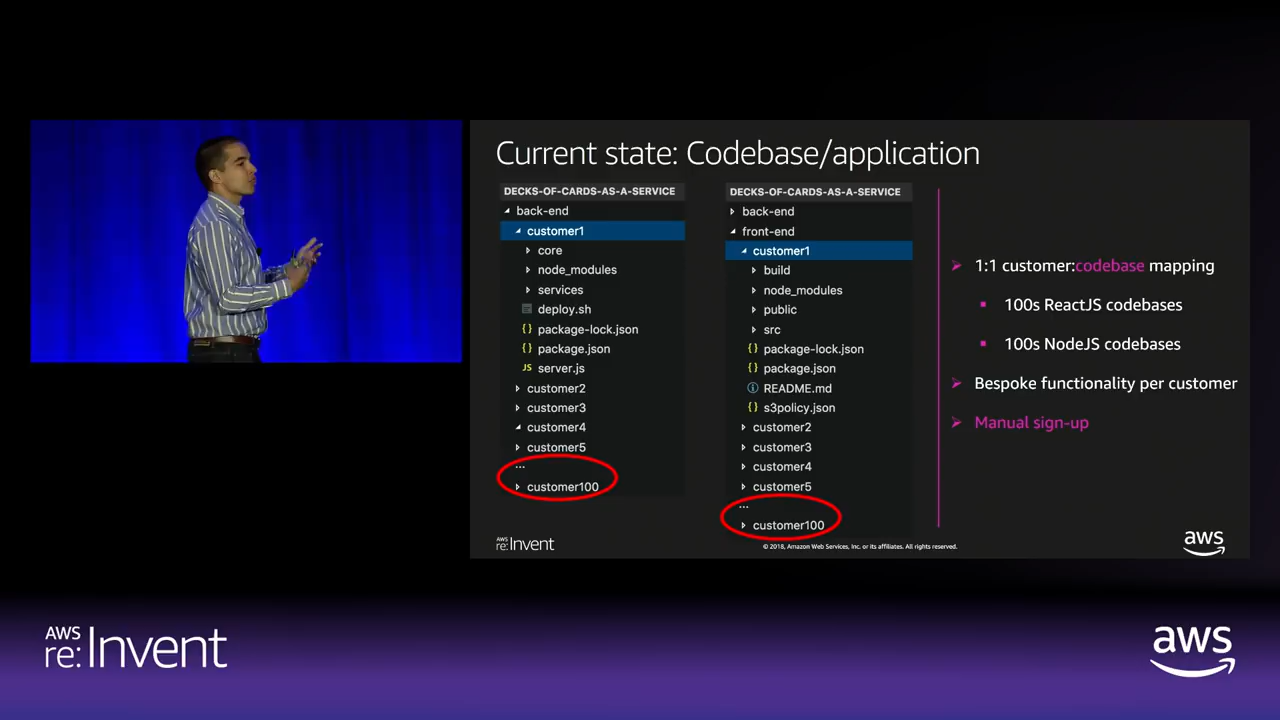 Current state: Codebase/application
DECKS-OF-CARDS-AS-A-SERVICE
back-end
customer1
core
node_modules
services
deploy.sh
{} package-lock.json
{} package.json
JS server.js
customer2
customer3
customer4
customer5
...
customer100
DECKS-OF-CARDS-AS-A-SERVICE
back-end
front-end
customer1
build
node_modules
public
src
{} package-lock.json
{} package.json
README.md
{} s3policy.json
customer2
customer3
customer4
customer5
...
customer100
1:1 customer:codebase mapping
100s ReactJS codebases
100s NodeJS codebases
Bespoke functionality per customer
Manual sign-up
AWS
re:Invent
© 2018, Amazon Web Services, Inc. or its affiliates. All rights reserved.
aws
AWS
re:Invent
aws